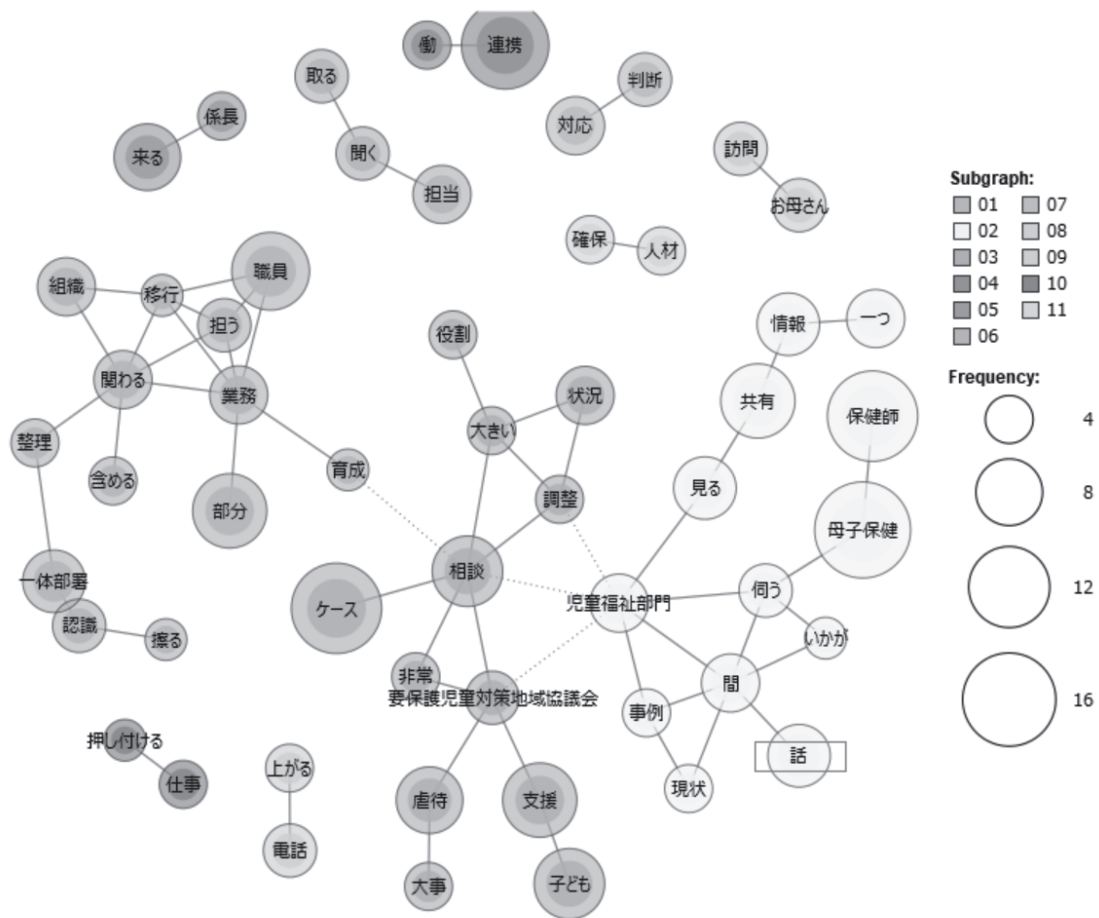 働
連携
取る
判断
係長
対応
来る
聞く
訪問
担当
お母さん
確保
人材
職員
組織
移行
担う
情報
一つ
役割
関わる
業務
状況
共有
保健師
大きい
整理
育成
含める
調整
見る
部分
母子保健
相談
一体部署
ケース
児童福祉部門
伺う
認識
擦る
いかが
非常
間
要保護児童対策地域協議会
事例
押し付ける
仕事
上がる
話
現状
虐待
支援
電話
大事
子ども
Subgraph:
01
07
02
08
03
09
04
10
05
11
06
Frequency:
4
8
12
16